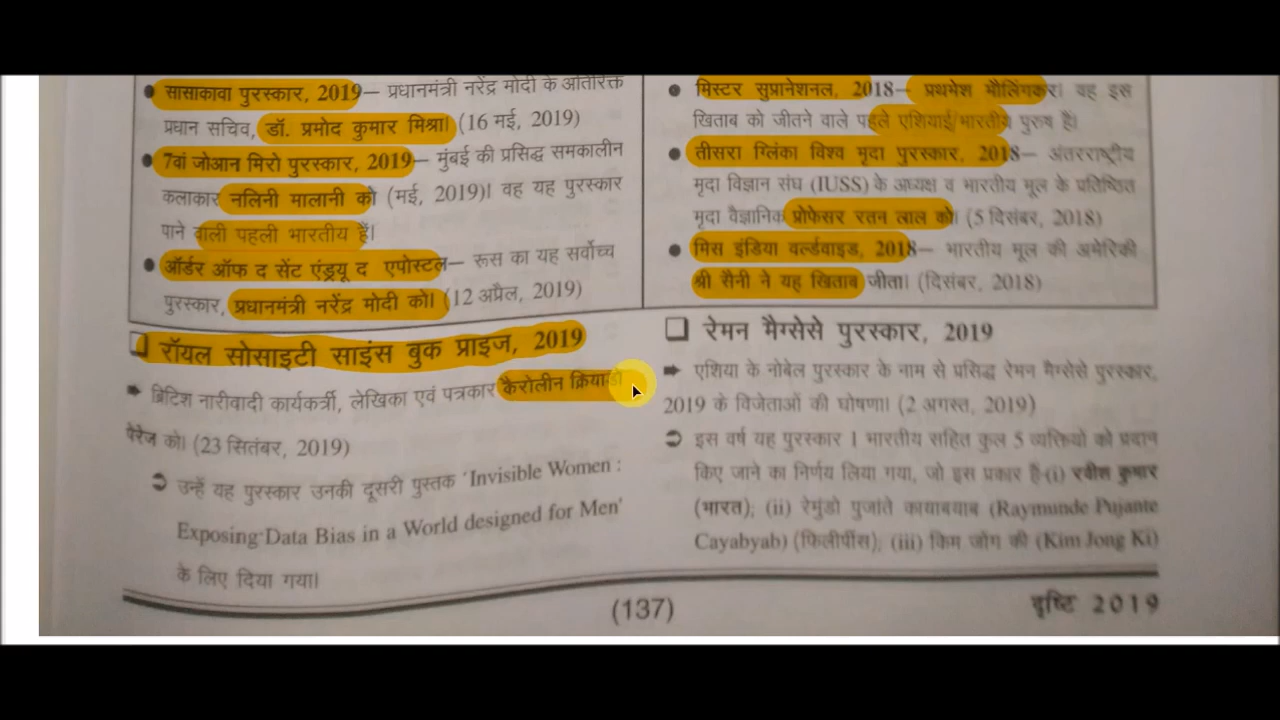 ● सासाकावा पुरस्कार, 2019– प्रधानमंत्री नरेंद्र मोदी के अतिरिक्त
प्रधान सचिव, डॉ. प्रमोद कुमार मिश्रा। (16 मई, 2019)
● 7वां जोआन मिरो पुरस्कार, 2019– मुंबई की प्रसिद्ध समकालीन
कलाकार नलिनी मालानी को (मई, 2019)। वह यह पुरस्कार
पाने वाली पहली भारतीय हैं।
● ऑर्डर ऑफ द सेंट एंड्रयू द एपोस्टल– रूस का यह सर्वोच्च
पुरस्कार, प्रधानमंत्री नरेंद्र मोदी को। (12 अप्रैल, 2019)
❑ रॉयल सोसाइटी साइंस बुक प्राइज, 2019
➡ ब्रिटिश नारीवादी कार्यकर्त्री, लेखिका एवं पत्रकार कैरोलीन क्रियाडो
पेरेज को। (23 सितंबर, 2019)
➲ उन्हें यह पुरस्कार उनकी दूसरी पुस्तक 'Invisible Women :
Exposing Data Bias in a World designed for Men'
के लिए दिया गया।
● मिस्टर सुप्रानेशनल, 2018– प्रथमेश मौलिंगकर। वह इस
खिताब को जीतने वाले पहले एशियाई/भारतीय पुरुष हैं।
● तीसरा ग्लिंका विश्व मृदा पुरस्कार, 2018– अंतरराष्ट्रीय
मृदा विज्ञान संघ (IUSS) के अध्यक्ष व भारतीय मूल के प्रतिष्ठित
मृदा वैज्ञानिक प्रोफेसर रतन लाल को। (5 दिसंबर, 2018)
● मिस इंडिया वर्ल्डवाइड, 2018– भारतीय मूल की अमेरिकी
श्री सैनी ने यह खिताब जीता। (दिसंबर, 2018)
❑ रेमन मैग्सेसे पुरस्कार, 2019
➡ एशिया के नोबेल पुरस्कार के नाम से प्रसिद्ध रेमन मैग्सेसे पुरस्कार,
2019 के विजेताओं की घोषणा। (2 अगस्त, 2019)
➲ इस वर्ष यह पुरस्कार 1 भारतीय सहित कुल 5 व्यक्तियों को प्रदान
किए जाने का निर्णय लिया गया, जो इस प्रकार है-(i) रवीश कुमार
(भारत); (ii) रेमुंडो पुजांते कायाबयाब (Raymunde Pujante
Cayabyab) (फिलीपींस); (iii) किम जोंग की (Kim Jong Ki)
(137)
दृष्टि 2019